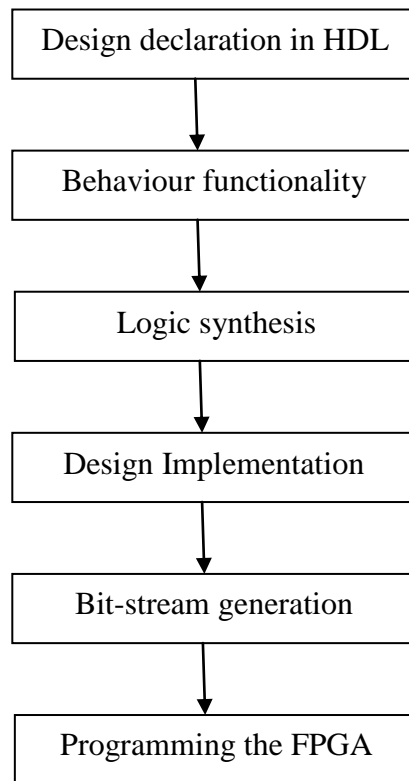 Design declaration in HDL
Behaviour functionality
Logic synthesis
Design Implementation
Bit-stream generation
Programming the FPGA